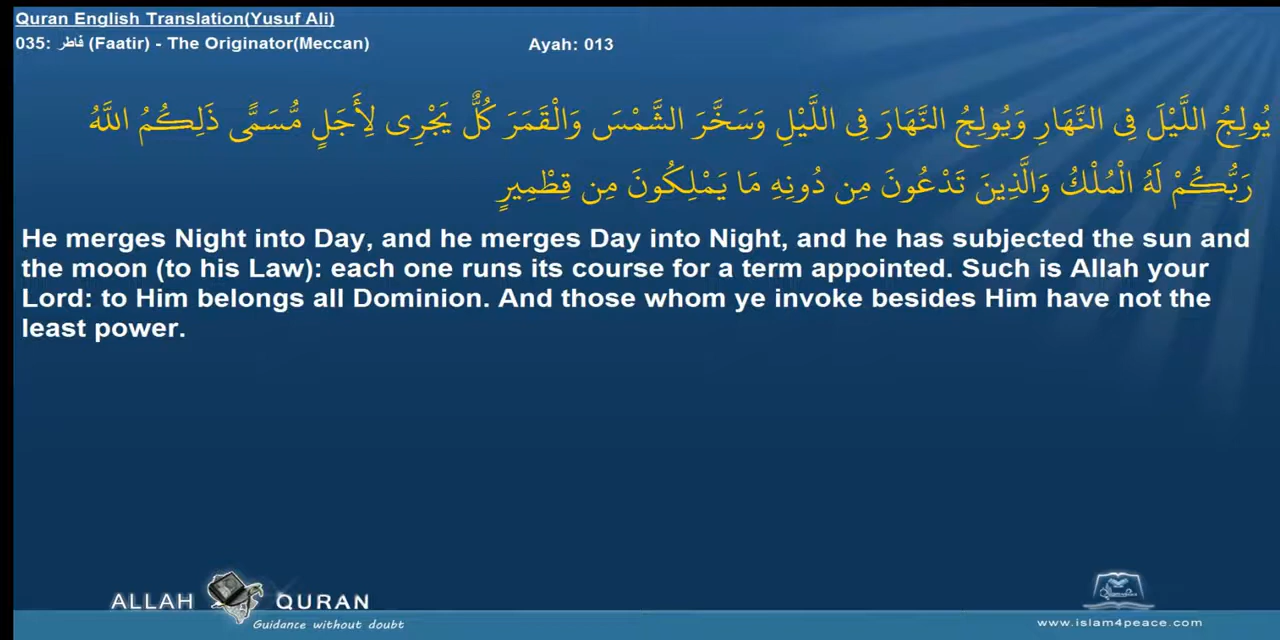 Quran English Translation(Yusuf Ali)
035: فاطر (Faatir) - The Originator(Meccan)
Ayah: 013
يُولِجُ اللَّيْلَ فِى النَّهَارِ وَيُولِجُ النَّهَارَ فِى اللَّيْلِ وَسَخَّرَ الشَّمْسَ وَالْقَمَرَ كُلٌّ يَجْرِى لِأَجَلٍ مُّسَمًّى ذَلِكُمُ اللَّهُ
رَبُّكُمْ لَهُ الْمُلْكُ وَالَّذِينَ تَدْعُونَ مِن دُونِهِ مَا يَمْلِكُونَ مِن قِطْمِيرٍ
He merges Night into Day, and he merges Day into Night, and he has subjected the sun and
the moon (to his Law): each one runs its course for a term appointed. Such is Allah your
Lord: to Him belongs all Dominion. And those whom ye invoke besides Him have not the
least power.
ALLAH QURAN
Guidance without doubt
www.islam4peace.com